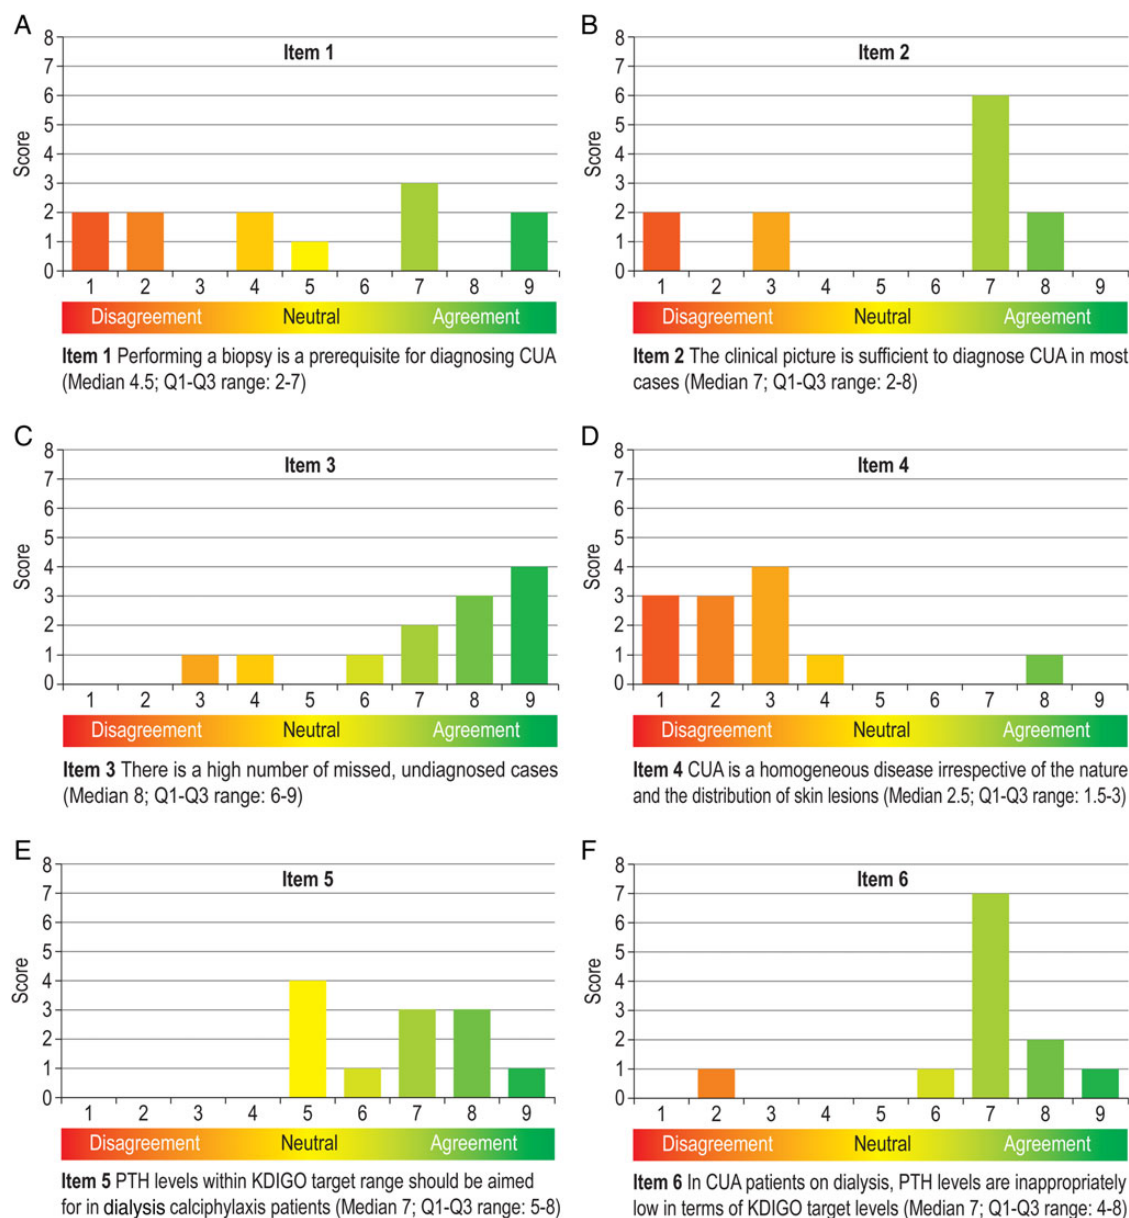 A
Item 1
8
7
6
5
4
3
2
1
0
Score
1 2 3 4 5 6 7 8 9
Disagreement Neutral Agreement
Item 1 Performing a biopsy is a prerequisite for diagnosing CUA
(Median 4.5; Q1-Q3 range: 2-7)
B
Item 2
8
7
6
5
4
3
2
1
0
Score
1 2 3 4 5 6 7 8 9
Disagreement Neutral Agreement
Item 2 The clinical picture is sufficient to diagnose CUA in most
cases (Median 7; Q1-Q3 range: 2-8)
C
Item 3
8
7
6
5
4
3
2
1
0
Score
1 2 3 4 5 6 7 8 9
Disagreement Neutral Agreement
Item 3 There is a high number of missed, undiagnosed cases
(Median 8; Q1-Q3 range: 6-9)
D
Item 4
8
7
6
5
4
3
2
1
0
Score
1 2 3 4 5 6 7 8 9
Disagreement Neutral Agreement
Item 4 CUA is a homogeneous disease irrespective of the nature
and the distribution of skin lesions (Median 2.5; Q1-Q3 range: 1.5-3)
E
Item 5
8
7
6
5
4
3
2
1
0
Score
1 2 3 4 5 6 7 8 9
Disagreement Neutral Agreement
Item 5 PTH levels within KDIGO target range should be aimed
for in dialysis calciphylaxis patients (Median 7; Q1-Q3 range: 5-8)
F
Item 6
8
7
6
5
4
3
2
1
0
Score
1 2 3 4 5 6 7 8 9
Disagreement Neutral Agreement
Item 6 In CUA patients on dialysis, PTH levels are inappropriately
low in terms of KDIGO target levels (Median 7; Q1-Q3 range: 4-8)